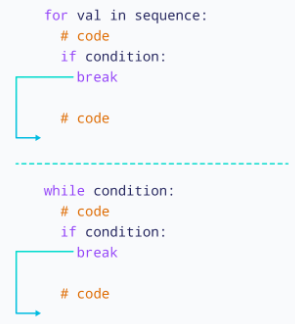 for val in sequence:
# code
if condition:
break
# code
while condition:
# code
if condition:
break
# code